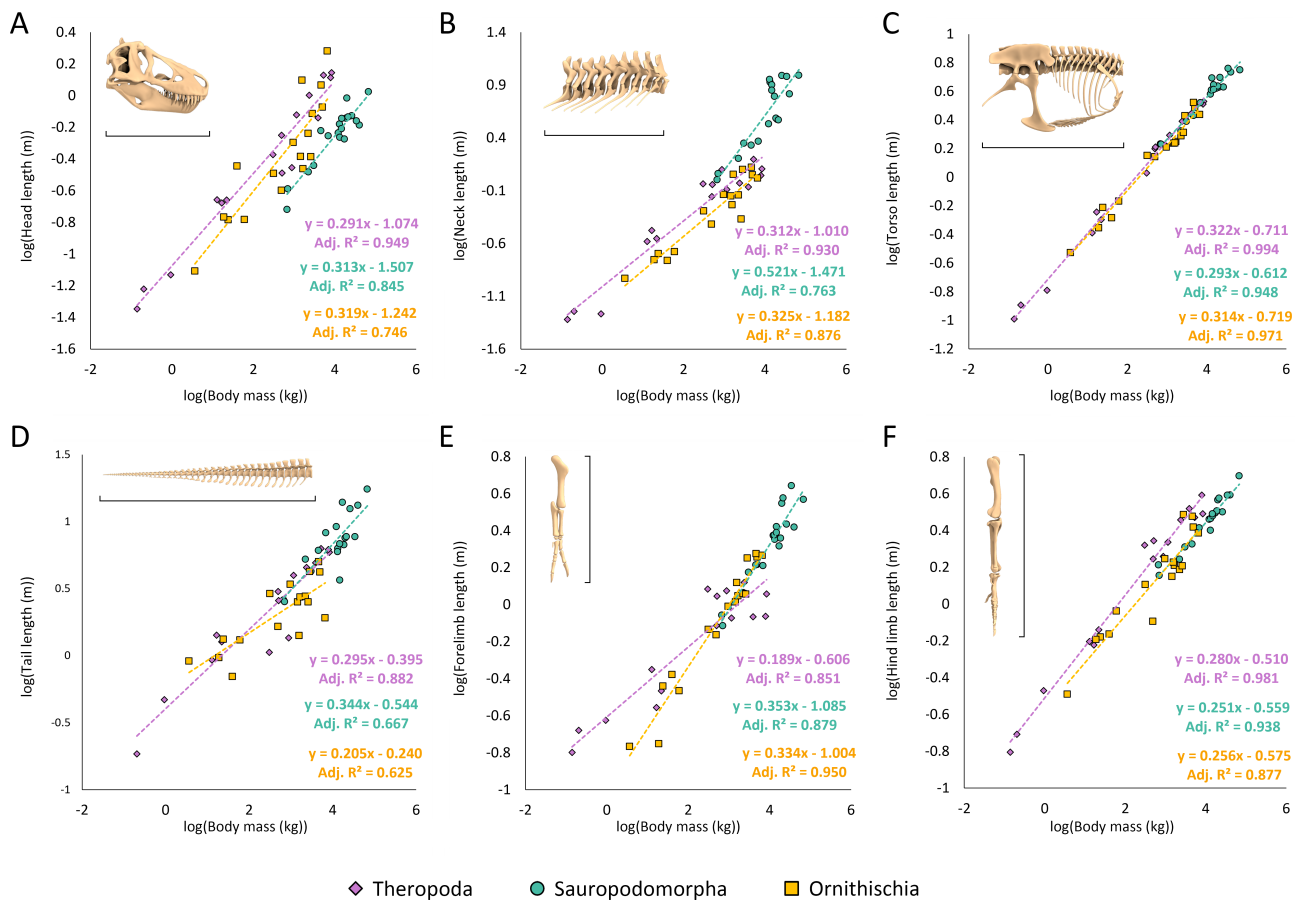 A
0.4
0.2
0
-0.2
-0.4
-0.6
-0.8
-1
-1.2
-1.4
-1.6
log(Head length (m))
y = 0.291x - 1.074
Adj. R² = 0.949
y = 0.313x - 1.507
Adj. R² = 0.845
y = 0.319x - 1.242
Adj. R² = 0.746
-2 0 2 4 6
log(Body mass (kg))
B
1.4
0.9
0.4
-0.1
-0.6
-1.1
-1.6
log(Neck length (m))
y = 0.312x - 1.010
Adj. R² = 0.930
y = 0.521x - 1.471
Adj. R² = 0.763
y = 0.325x - 1.182
Adj. R² = 0.876
-2 0 2 4 6
log(Body mass (kg))
C
1
0.8
0.6
0.4
0.2
0
-0.2
-0.4
-0.6
-0.8
-1
-1.2
log(Torso length (m))
y = 0.322x - 0.711
Adj. R² = 0.994
y = 0.293x - 0.612
Adj. R² = 0.948
y = 0.314x - 0.719
Adj. R² = 0.971
-2 0 2 4 6
log(Body mass (kg))
D
1.5
1
0.5
0
-0.5
-1
log(Tail length (m))
y = 0.295x - 0.395
Adj. R² = 0.882
y = 0.344x - 0.544
Adj. R² = 0.667
y = 0.205x - 0.240
Adj. R² = 0.625
-2 0 2 4 6
log(Body mass (kg))
E
0.8
0.6
0.4
0.2
0
-0.2
-0.4
-0.6
-0.8
-1
log(Forelimb length (m))
y = 0.189x - 0.606
Adj. R² = 0.851
y = 0.353x - 1.085
Adj. R² = 0.879
y = 0.334x - 1.004
Adj. R² = 0.950
-2 0 2 4 6
log(Body mass (kg))
F
0.8
0.6
0.4
0.2
0
-0.2
-0.4
-0.6
-0.8
-1
log(Hind limb length (m))
y = 0.280x - 0.510
Adj. R² = 0.981
y = 0.251x - 0.559
Adj. R² = 0.938
y = 0.256x - 0.575
Adj. R² = 0.877
-2 0 2 4 6
log(Body mass (kg))
Theropoda Sauropodomorpha Ornithischia